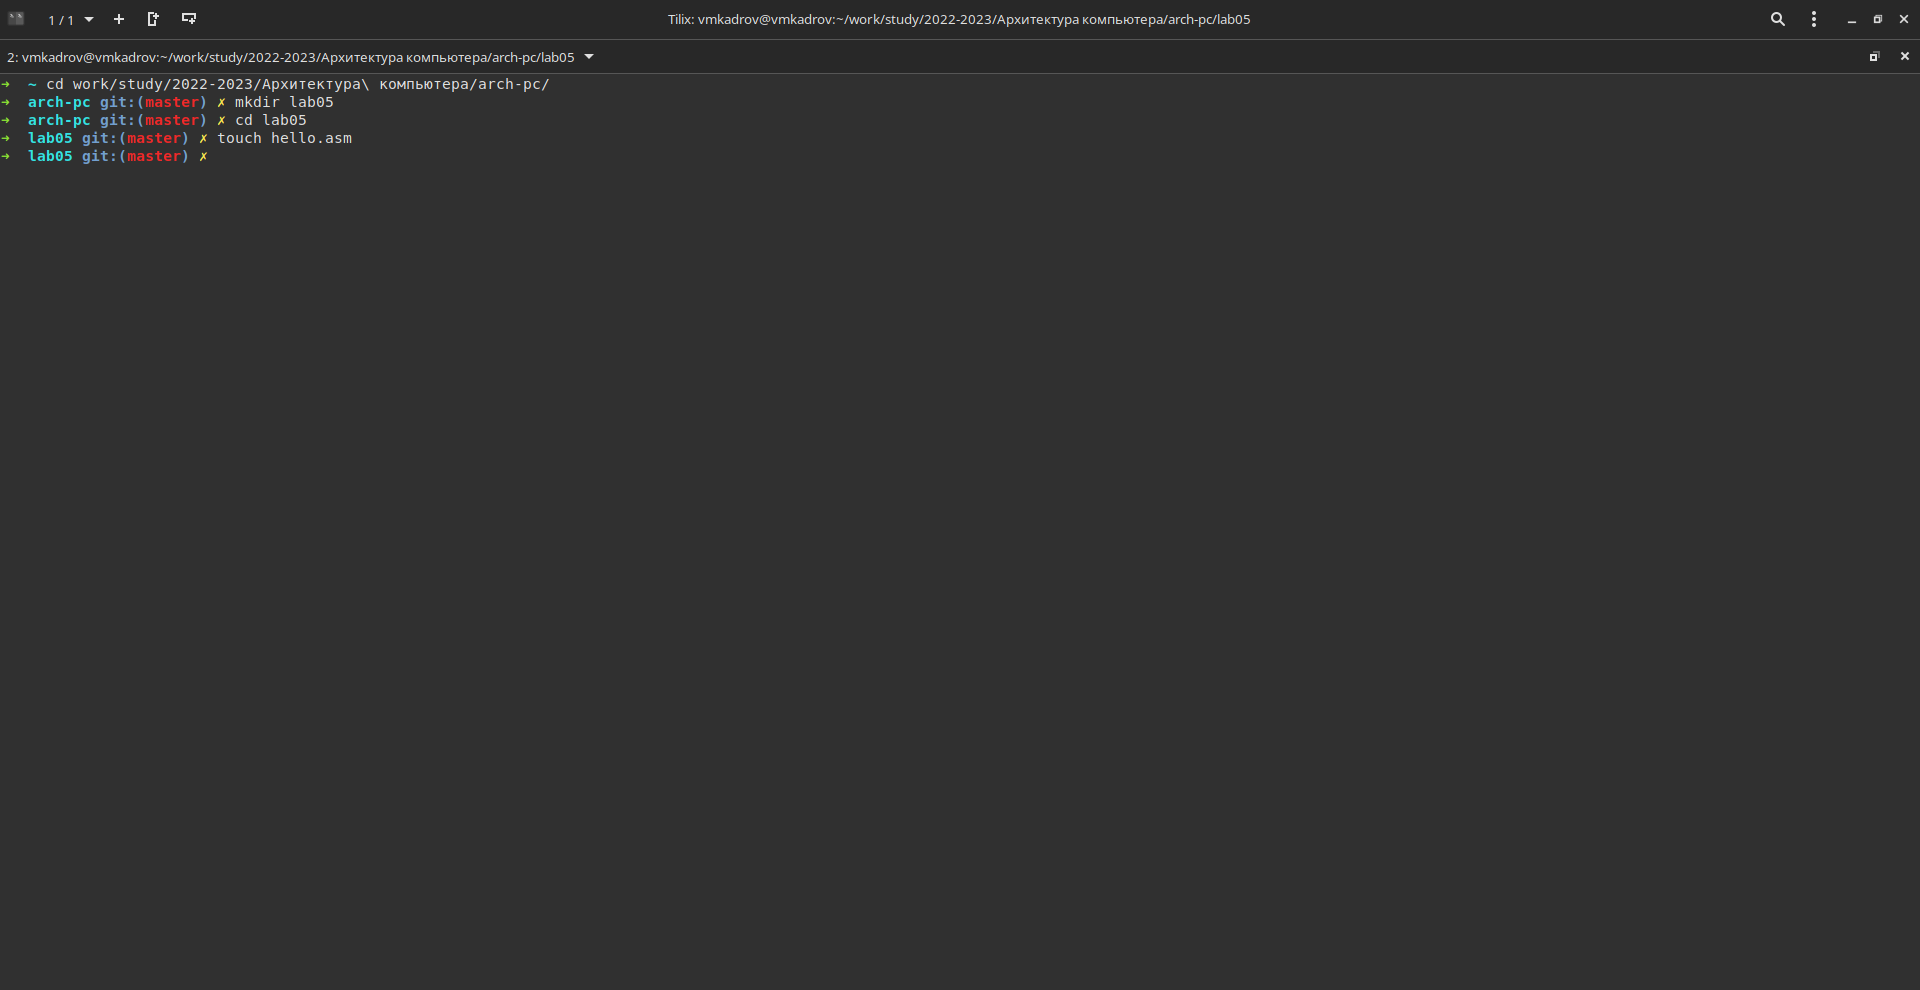 1 / 1
Tilix: vmkadrov@vmkadrov:~/work/study/2022-2023/Архитектура компьютера/arch-pc/lab05
2: vmkadrov@vmkadrov:~/work/study/2022-2023/Архитектура компьютера/arch-pc/lab05
➜ ~ cd work/study/2022-2023/Архитектура\ компьютера/arch-pc/
➜ arch-pc git:(master) ✗ mkdir lab05
➜ arch-pc git:(master) ✗ cd lab05
➜ lab05 git:(master) ✗ touch hello.asm
➜ lab05 git:(master) ✗